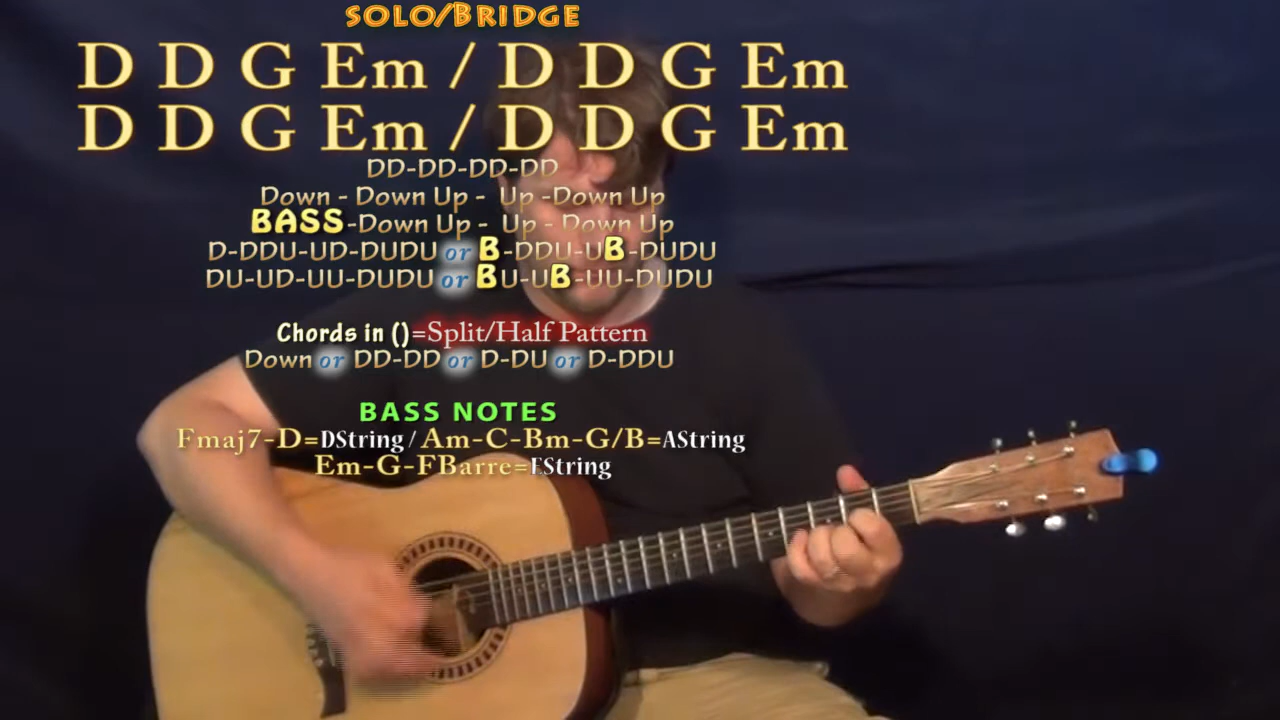 SOLO/BRIDGE
D D G Em / D D G Em
D D G Em / D D G Em
DD-DD-DD-DD
Down - Down Up - Up -Down Up
BASS-Down Up - Up - Down Up
D-DDU-UD-DUDU or B-DDU-UB-DUDU
DU-UD-UU-DUDU or BU-UB-UU-DUDU
Chords in ()=Split/Half Pattern
Down or DD-DD or D-DU or D-DDU
BASS NOTES
Fmaj7-D=DString / Am-C-Bm-G/B=AString
Em-G-FBarre=EString